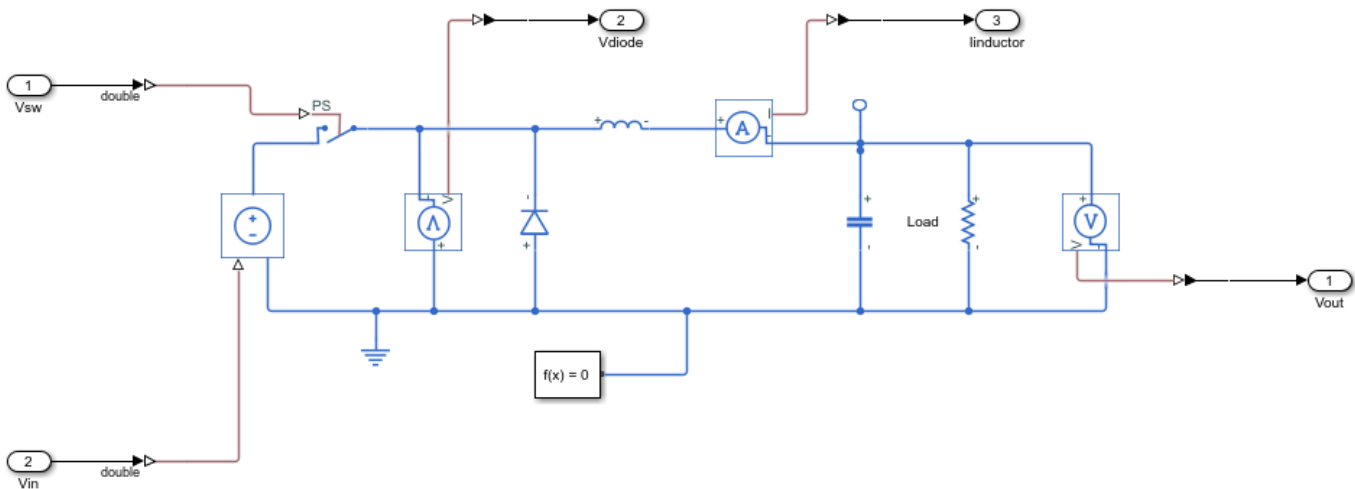 2
Vdiode
3
Iinductor
1
Vsw
double
PS
+
-
+
A
I
-
+
-
V
-
+
V
-
+
+
-
Load
+
-
+
V
V
-
1
Vout
f(x) = 0
2
Vin
double